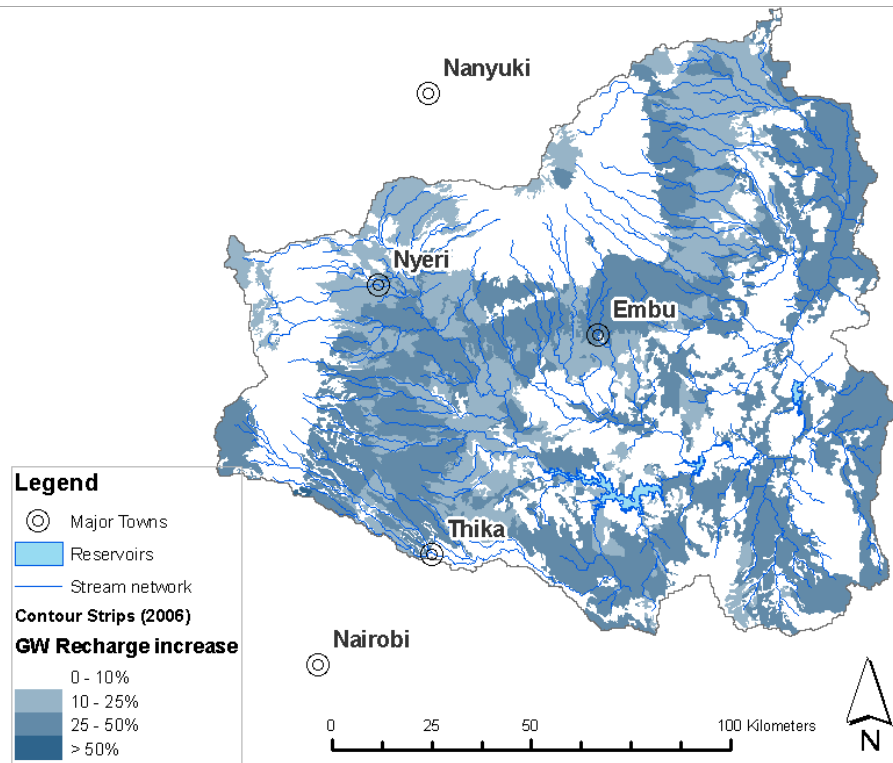 Nanyuki
Nyeri
Embu
Thika
Nairobi
Legend
Major Towns
Reservoirs
Stream network
Contour Strips (2006)
GW Recharge increase
0 - 10%
10 - 25%
25 - 50%
> 50%
0 25 50 100 Kilometers
N